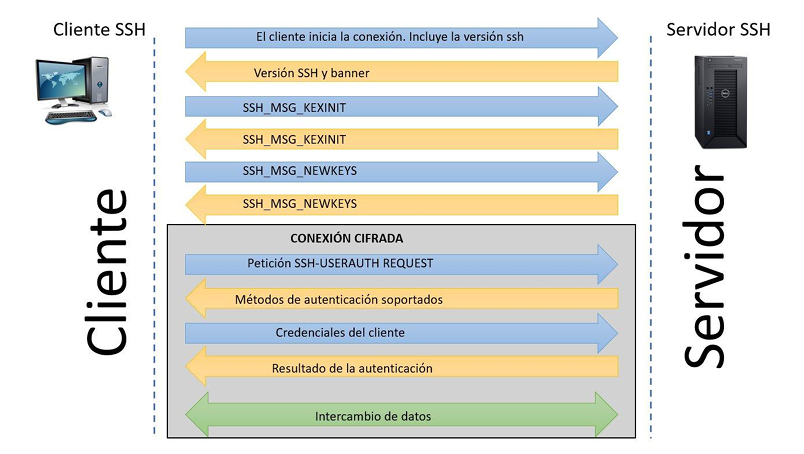 Cliente SSH
Servidor SSH
El cliente inicia la conexión. Incluye la versión ssh
Versión SSH y banner
SSH_MSG_KEXINIT
SSH_MSG_KEXINIT
SSH_MSG_NEWKEYS
SSH_MSG_NEWKEYS
Cliente
Servidor
CONEXIÓN CIFRADA
Petición SSH-USERAUTH REQUEST
Métodos de autenticación soportados
Credenciales del cliente
Resultado de la autenticación
Intercambio de datos